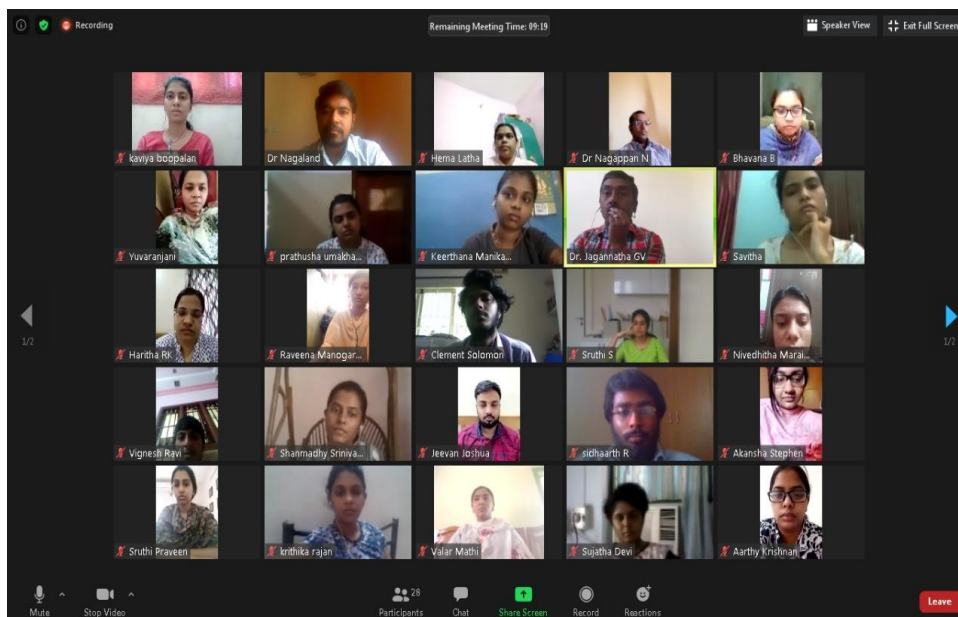 Recording
Remaining Meeting Time: 09:19
Speaker View
Exit Full Screen
kaviya boopalan
Dr Nagaland
Hema Latha
Dr Nagappan N
Bhavana B
Yuvaranjani
prathusha umakha...
Keerthana Manika...
Dr. Jagannatha GV
Savitha
1/2
1/2
Haritha RK
Raveena Manogar...
Clement Solomon
Sruthi S
Nivedhitha Marai...
Vignesh Ravi
Shanmadhy Sriniva...
Jeevan Joshua
sidhaarth R
Akansha Stephen
Sruthi Praveen
krithika rajan
Valar Mathi
Sujatha Devi
Aarthy Krishnan
Mute
Stop Video
28
Participants
Chat
Share Screen
Record
Reactions
Leave